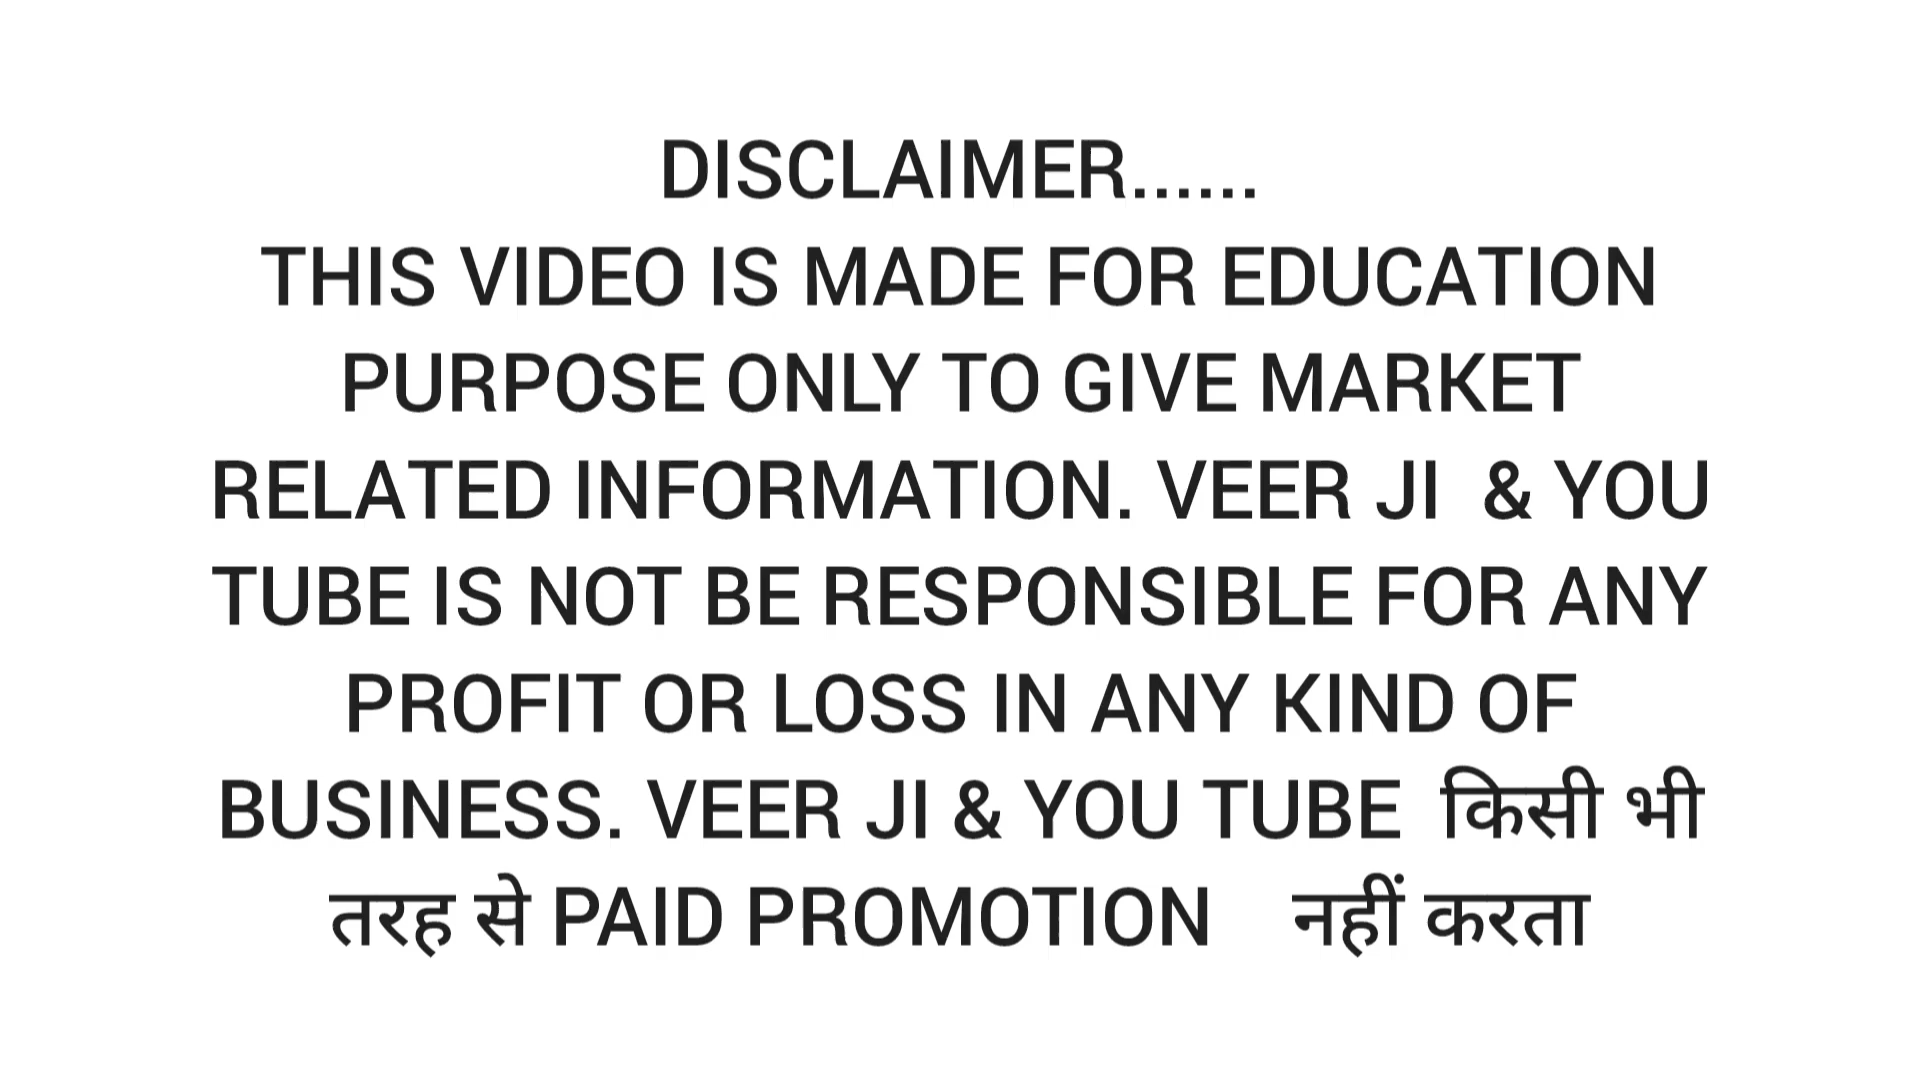 DISCLAIMER......
THIS VIDEO IS MADE FOR EDUCATION
PURPOSE ONLY TO GIVE MARKET
RELATED INFORMATION. VEER JI  & YOU
TUBE IS NOT BE RESPONSIBLE FOR ANY
PROFIT OR LOSS IN ANY KIND OF
BUSINESS. VEER JI & YOU TUBE  किसी भी
तरह से PAID PROMOTION    नहीं करता